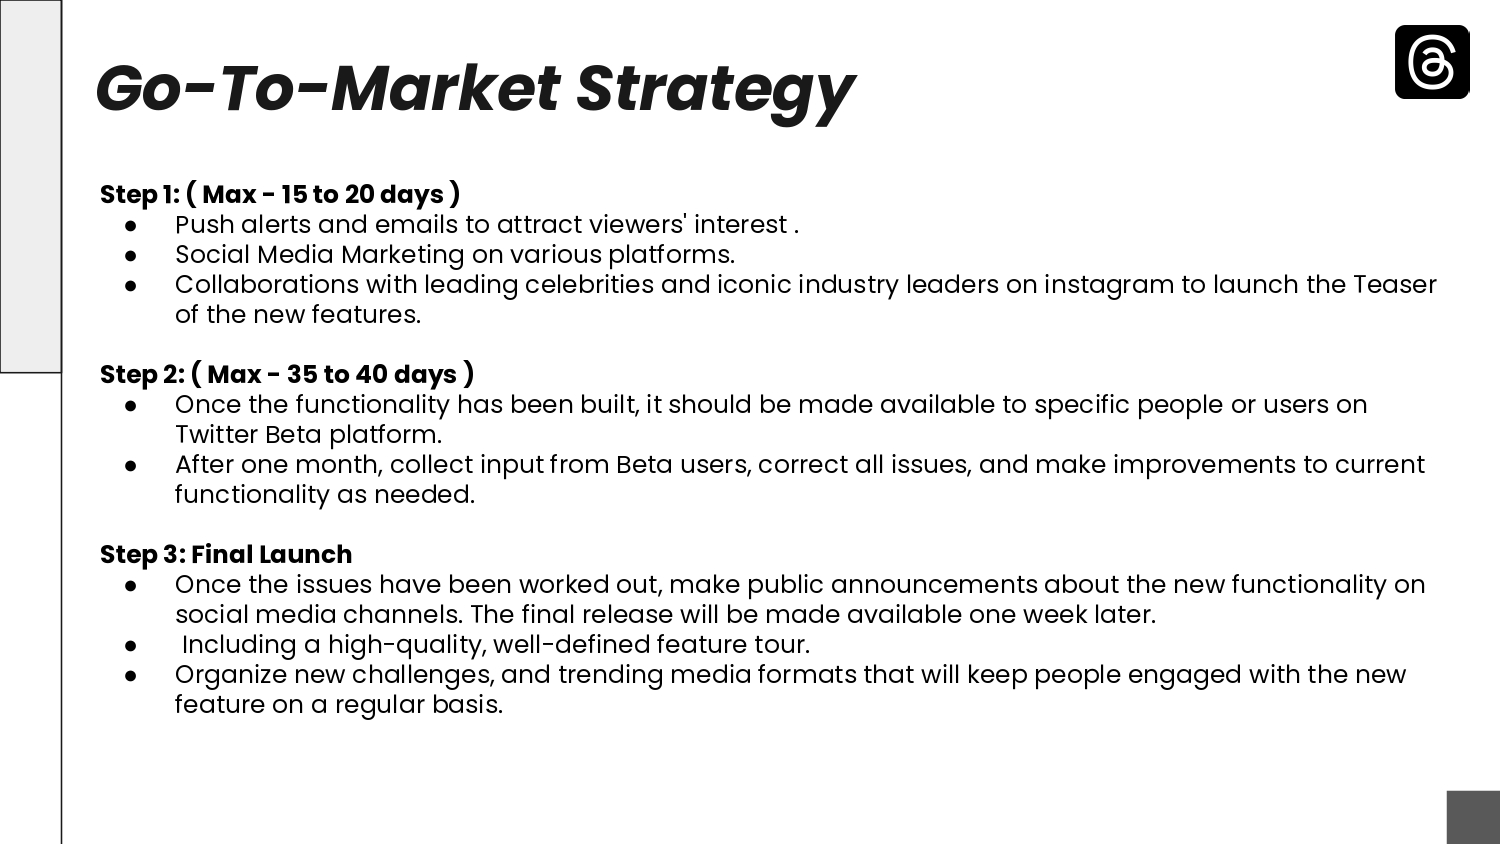 Go-To-Market Strategy
Step 1: ( Max - 15 to 20 days )
● Push alerts and emails to attract viewers' interest .
● Social Media Marketing on various platforms.
● Collaborations with leading celebrities and iconic industry leaders on instagram to launch the Teaser
of the new features.
Step 2: ( Max - 35 to 40 days )
● Once the functionality has been built, it should be made available to specific people or users on
Twitter Beta platform.
● After one month, collect input from Beta users, correct all issues, and make improvements to current
functionality as needed.
Step 3: Final Launch
● Once the issues have been worked out, make public announcements about the new functionality on
social media channels. The final release will be made available one week later.
● Including a high-quality, well-defined feature tour.
● Organize new challenges, and trending media formats that will keep people engaged with the new
feature on a regular basis.